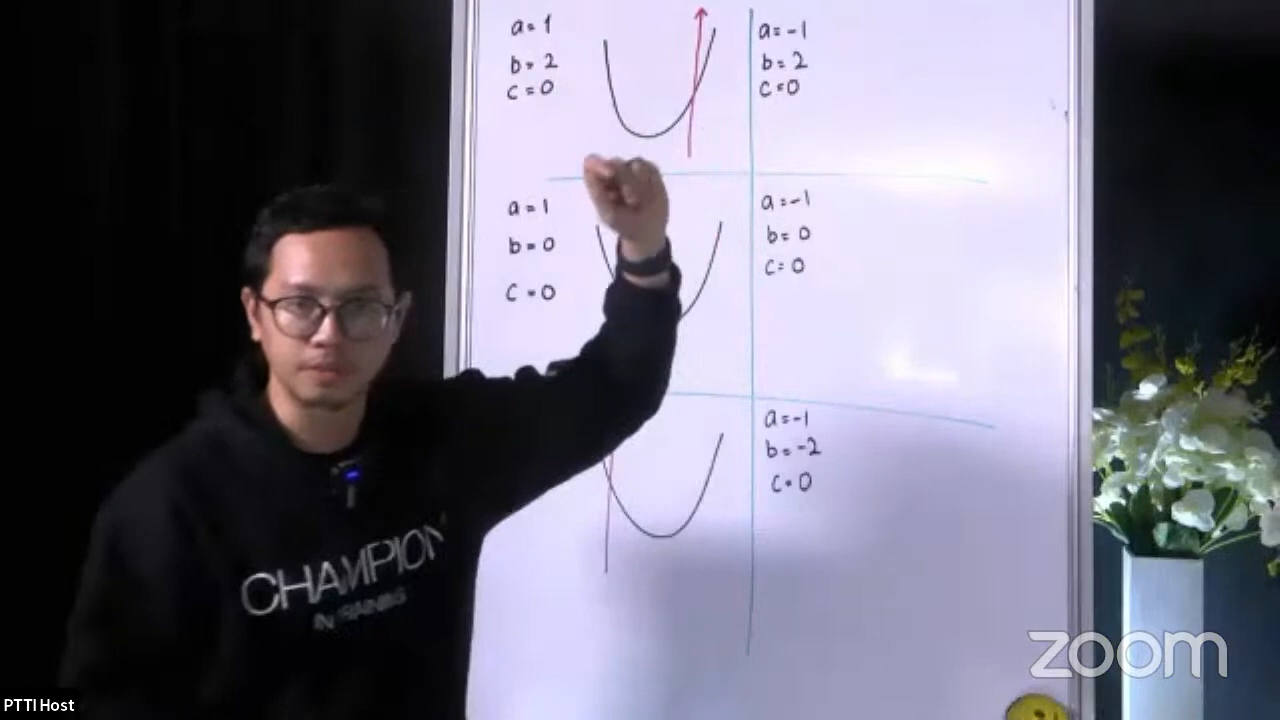 a=1
b=2
c=0
a=-1
b=2
c=0
a=1
b=0
c=0
a=-1
b=0
c=0
a=-1
b=-2
c=0
CHAMPION
IN TRAINING
zoom
PTTI Host